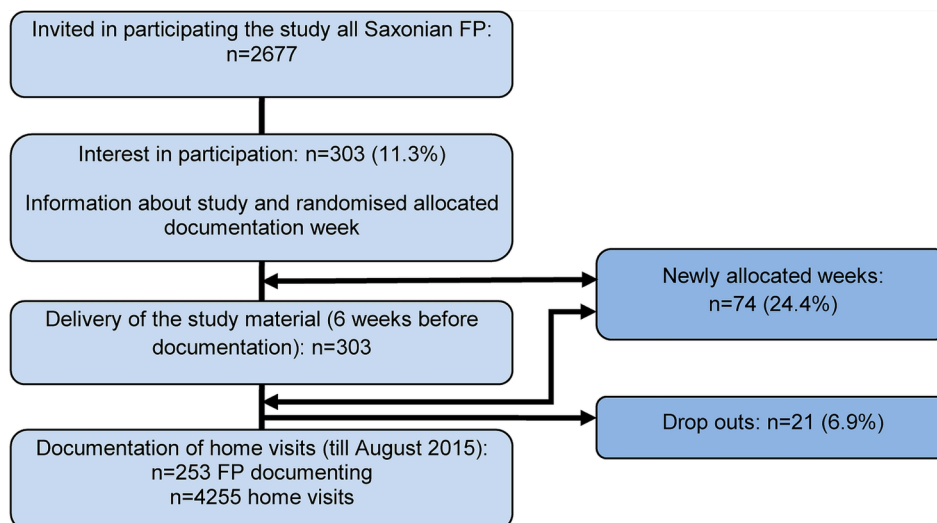 Invited in participating the study all Saxonian FP:
n=2677
Interest in participation: n=303 (11.3%)
Information about study and randomised allocated
documentation week
Newly allocated weeks:
n=74 (24.4%)
Delivery of the study material (6 weeks before
documentation): n=303
Drop outs: n=21 (6.9%)
Documentation of home visits (till August 2015):
n=253 FP documenting
n=4255 home visits